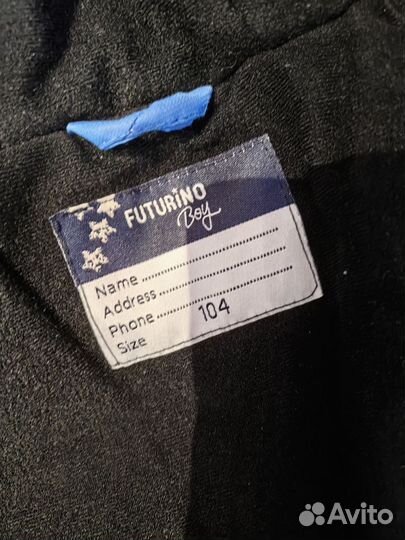 FUTURiNO
Boy
Name..............................
Address..........................
Phone.............................
Size 104
Avito